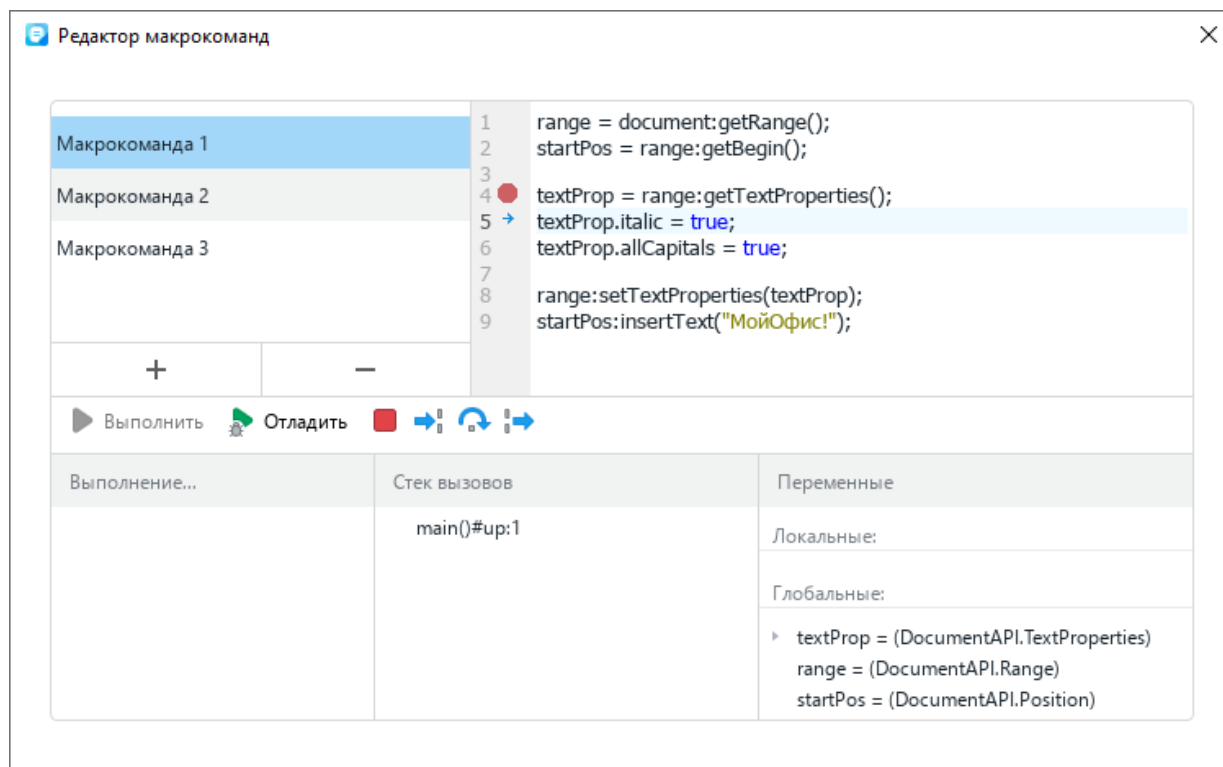 Редактор макрокоманд
Макрокоманда 1
Макрокоманда 2
Макрокоманда 3
+ −
1 range = document:getRange();
2 startPos = range:getBegin();
3
4 textProp = range:getTextProperties();
5 textProp.italic = true;
6 textProp.allCapitals = true;
7
8 range:setTextProperties(textProp);
9 startPos:insertText("МойОфис!");
Выполнить Отладить
Выполнение...
Стек вызовов
main()#up:1
Переменные
Локальные:
Глобальные:
textProp = (DocumentAPI.TextProperties)
range = (DocumentAPI.Range)
startPos = (DocumentAPI.Position)